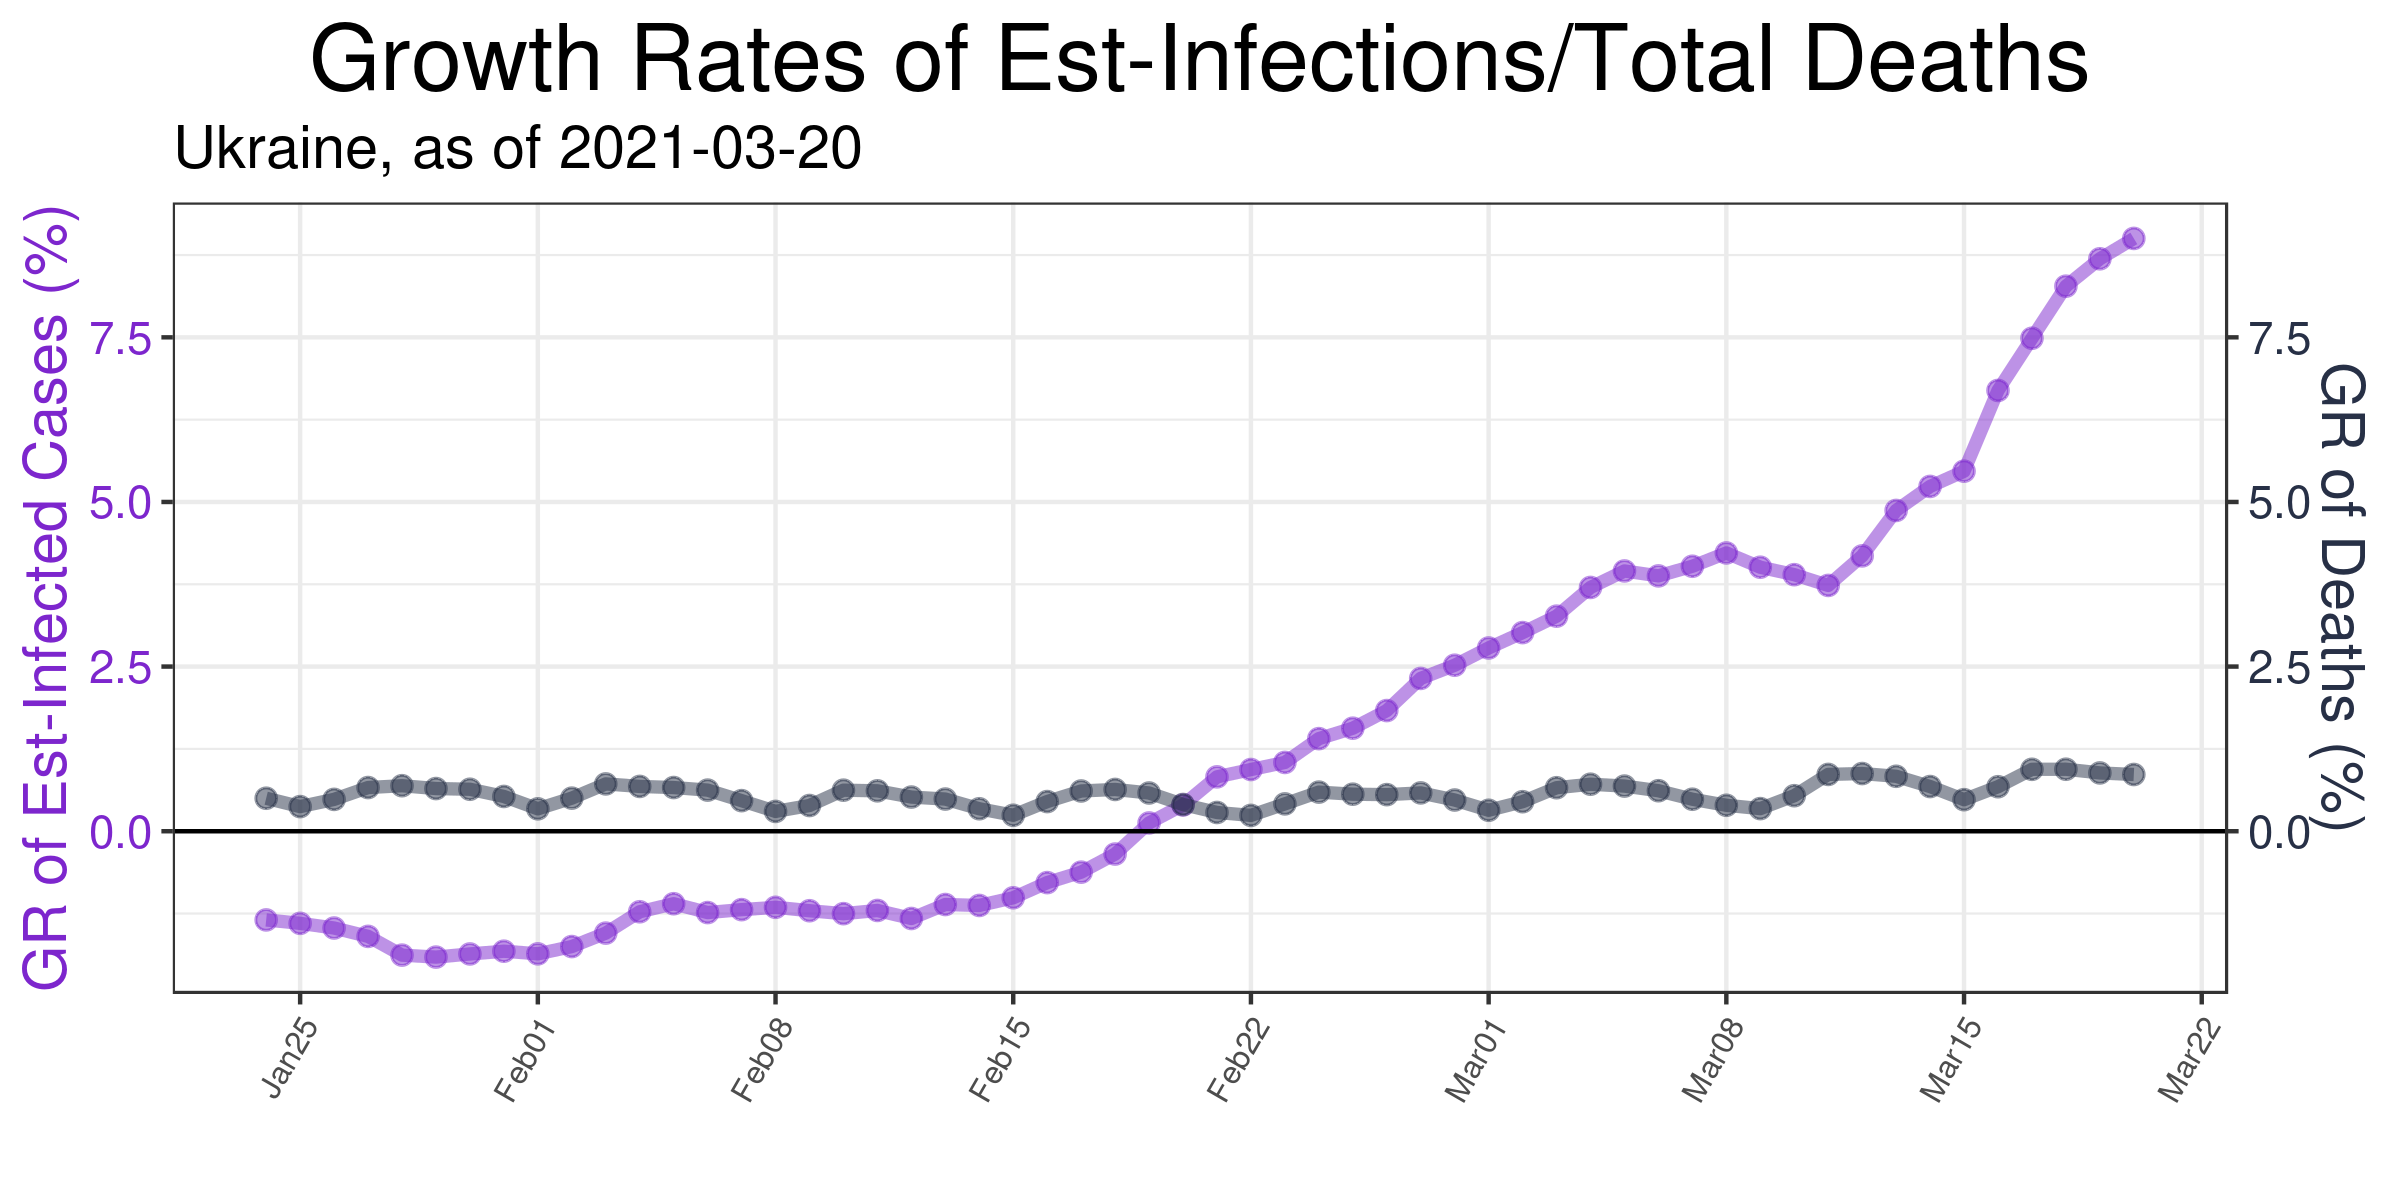 Growth Rates of Est-Infections/Total Deaths
Ukraine, as of 2021-03-20
GR of Est-Infected Cases (%)
7.5
5.0
2.5
0.0
7.5
5.0
2.5
0.0
GR of Deaths (%)
Jan25
Feb01
Feb08
Feb15
Feb22
Mar01
Mar08
Mar15
Mar22